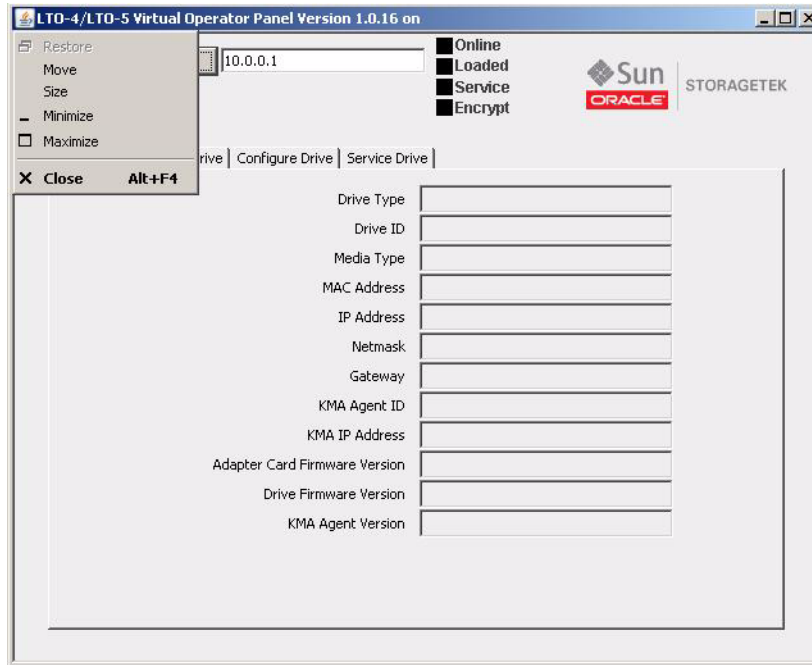 LTO-4/LTO-5 Virtual Operator Panel Version 1.0.16 on
Restore
Move
Size
Minimize
Maximize
Close Alt+F4
10.0.0.1
Online
Loaded
Service
Encrypt
Sun
ORACLE
STORAGETEK
rive
Configure Drive
Service Drive
Drive Type
Drive ID
Media Type
MAC Address
IP Address
Netmask
Gateway
KMA Agent ID
KMA IP Address
Adapter Card Firmware Version
Drive Firmware Version
KMA Agent Version